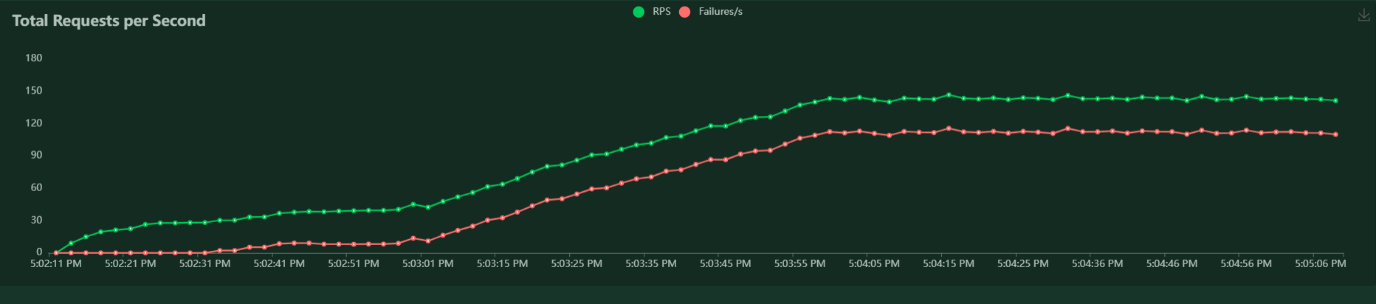 Total Requests per Second
RPS Failures/s
180
150
120
90
60
30
0
5:02:11 PM 5:02:21 PM 5:02:31 PM 5:02:41 PM 5:02:51 PM 5:03:01 PM 5:03:15 PM 5:03:25 PM 5:03:35 PM 5:03:45 PM 5:03:55 PM 5:04:05 PM 5:04:15 PM 5:04:25 PM 5:04:36 PM 5:04:46 PM 5:04:56 PM 5:05:06 PM